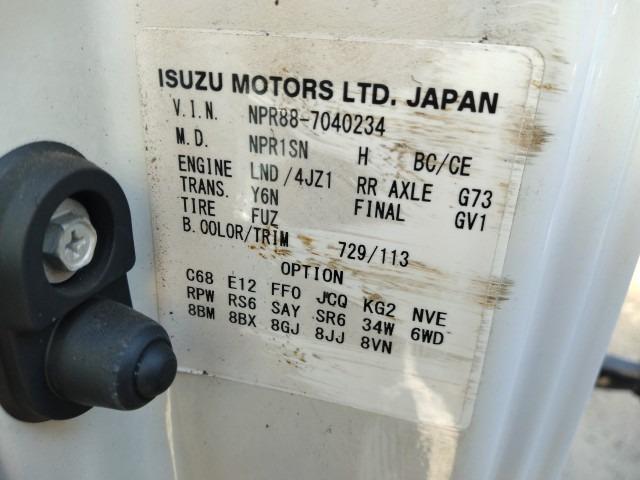 ISUZU MOTORS LTD. JAPAN
V.I.N. NPR88-7040234
M.D. NPR1SN H BC/CE
ENGINE LND/4JZ1 RR AXLE G73
TRANS. Y6N FINAL GV1
TIRE FUZ
B.COLOR/TRIM 729/113
OPTION
C68 E12 FF0 JCQ KG2 NVE
RPW RS6 SAY SR6 34W 6WD
8BM 8BX 8GJ 8JJ 8VN